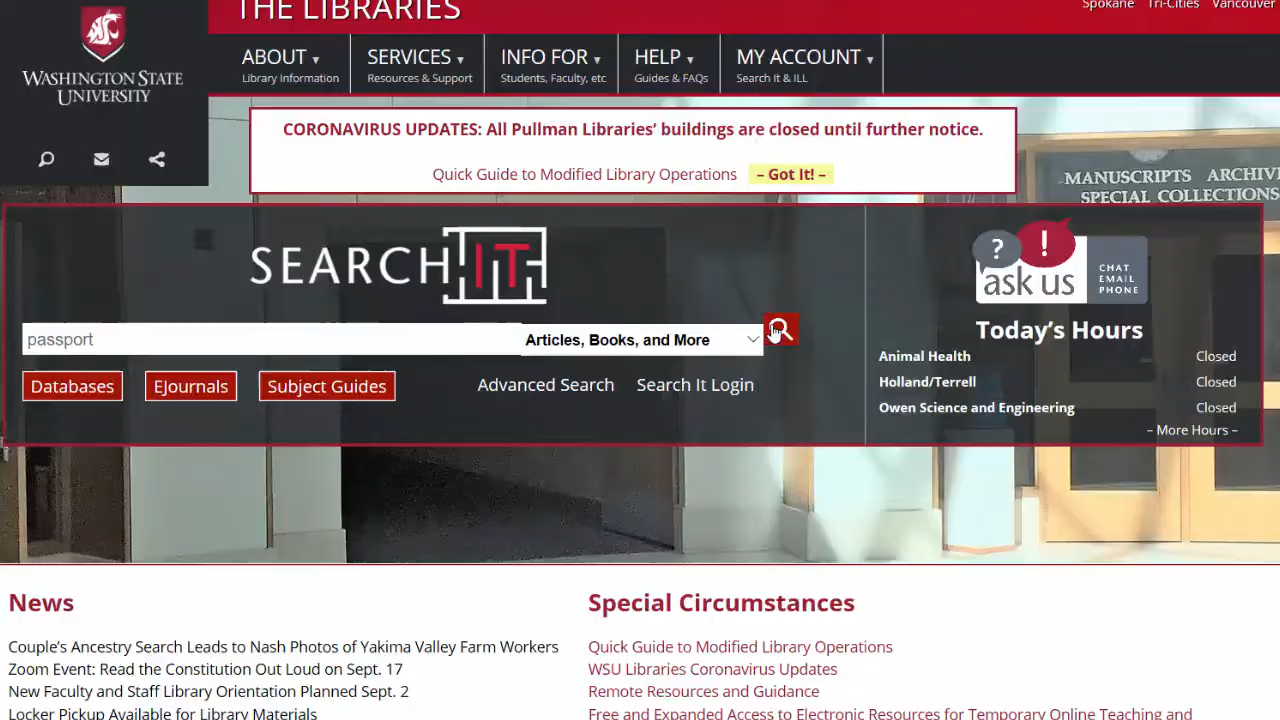 THE LIBRARIES
Spokane Tri-Cities Vancouver
WASHINGTON STATE
UNIVERSITY
ABOUT ▾
Library Information
SERVICES ▾
Resources & Support
INFO FOR ▾
Students, Faculty, etc
HELP ▾
Guides & FAQs
MY ACCOUNT ▾
Search It & ILL
CORONAVIRUS UPDATES: All Pullman Libraries’ buildings are closed until further notice.
Quick Guide to Modified Library Operations – Got It! –
MANUSCRIPTS ARCHIV
SPECIAL COLLECTIONS
SEARCH IT
passport
Articles, Books, and More
Databases
EJournals
Subject Guides
Advanced Search
Search It Login
? !
ask us
CHAT
EMAIL
PHONE
Today’s Hours
Animal Health Closed
Holland/Terrell Closed
Owen Science and Engineering Closed
– More Hours –
News
Couple’s Ancestry Search Leads to Nash Photos of Yakima Valley Farm Workers
Zoom Event: Read the Constitution Out Loud on Sept. 17
New Faculty and Staff Library Orientation Planned Sept. 2
Locker Pickup Available for Library Materials
Special Circumstances
Quick Guide to Modified Library Operations
WSU Libraries Coronavirus Updates
Remote Resources and Guidance
Free and Expanded Access to Electronic Resources for Temporary Online Teaching and